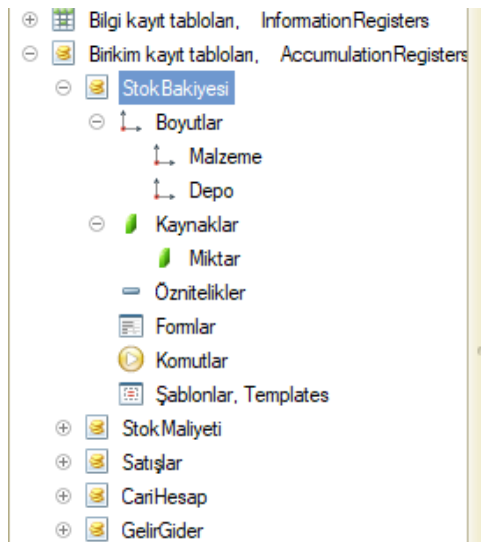 Bilgi kayıt tabloları, InformationRegisters
Birikim kayıt tabloları, AccumulationRegisters
StokBakiyesi
Boyutlar
Malzeme
Depo
Kaynaklar
Miktar
Öznitelikler
Formlar
Komutlar
Şablonlar, Templates
StokMaliyeti
Satışlar
CariHesap
GelirGider